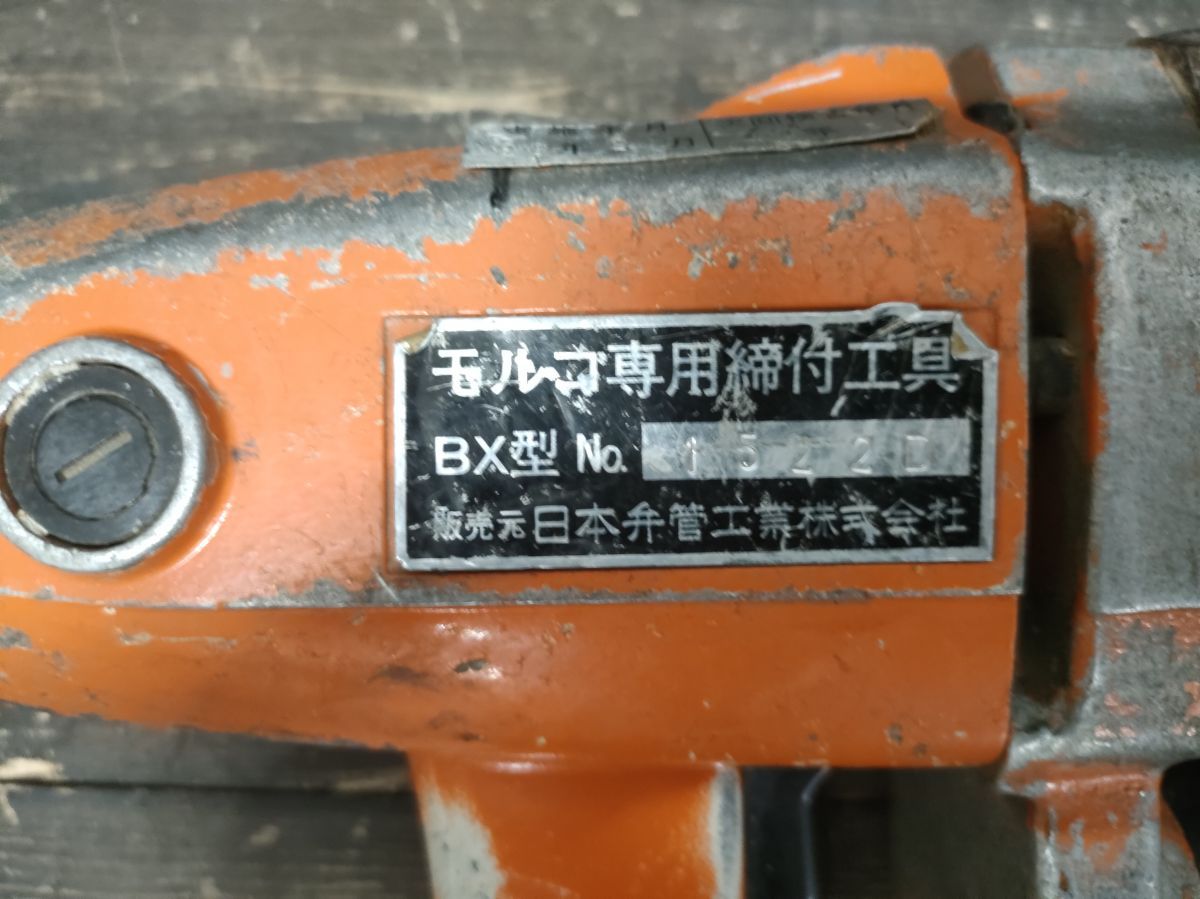 モルコ専用締付工具
BX型 No. 1522D
販売元 日本弁管工業株式会社